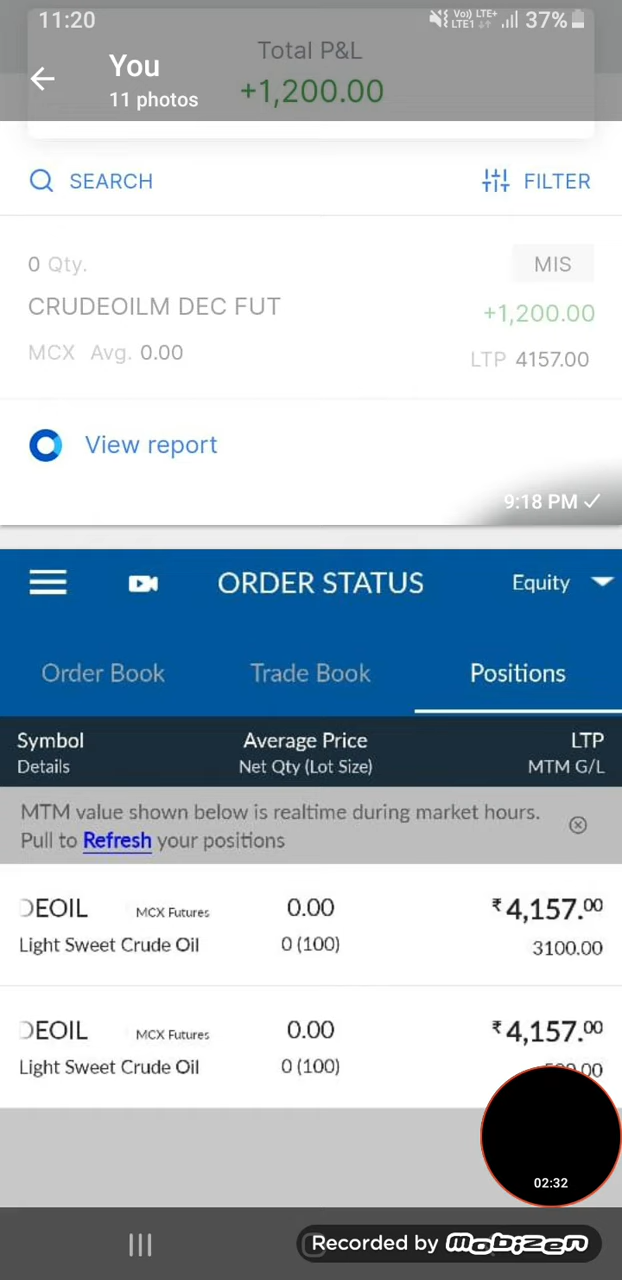 11:20
Vo) LTE+
LTE1
37%
Total P&L
You
11 photos
+1,200.00
SEARCH
FILTER
0 Qty.
MIS
CRUDEOILM DEC FUT
+1,200.00
MCX Avg. 0.00
LTP 4157.00
View report
9:18 PM
ORDER STATUS
Equity
Order Book
Trade Book
Positions
Symbol
Average Price
LTP
Details
Net Qty (Lot Size)
MTM G/L
MTM value shown below is realtime during market hours.
Pull to Refresh your positions
DEOIL
MCX Futures
0.00
₹4,157.00
Light Sweet Crude Oil
0 (100)
3100.00
DEOIL
MCX Futures
0.00
₹4,157.00
Light Sweet Crude Oil
0 (100)
02:32
Recorded by mobizen